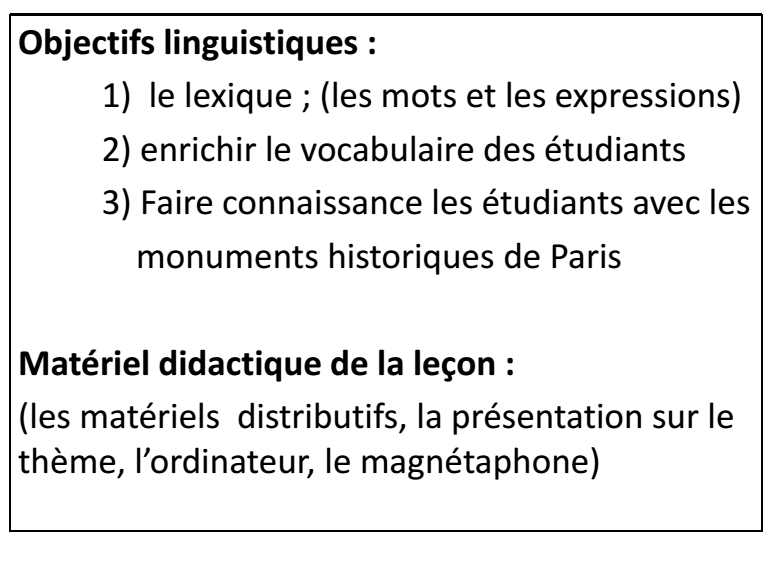 Objectifs linguistiques :
1) le lexique ; (les mots et les expressions)
2) enrichir le vocabulaire des étudiants
3) Faire connaissance les étudiants avec les
monuments historiques de Paris
Matériel didactique de la leçon :
(les matériels distributifs, la présentation sur le
thème, l’ordinateur, le magnétaphone)